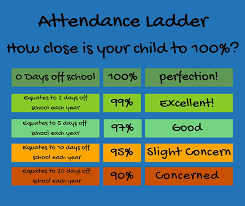 Attendance Ladder
How close is your child to 100%?
0 Days off school 100% perfection!
Equates to 2 days off
school each year
99% Excellent!
Equates to 5 days off
school each year
97% Good
Equates to 10 days off
school each year
95% Slight Concern
Equates to 20 days off
school each year
90% Concerned